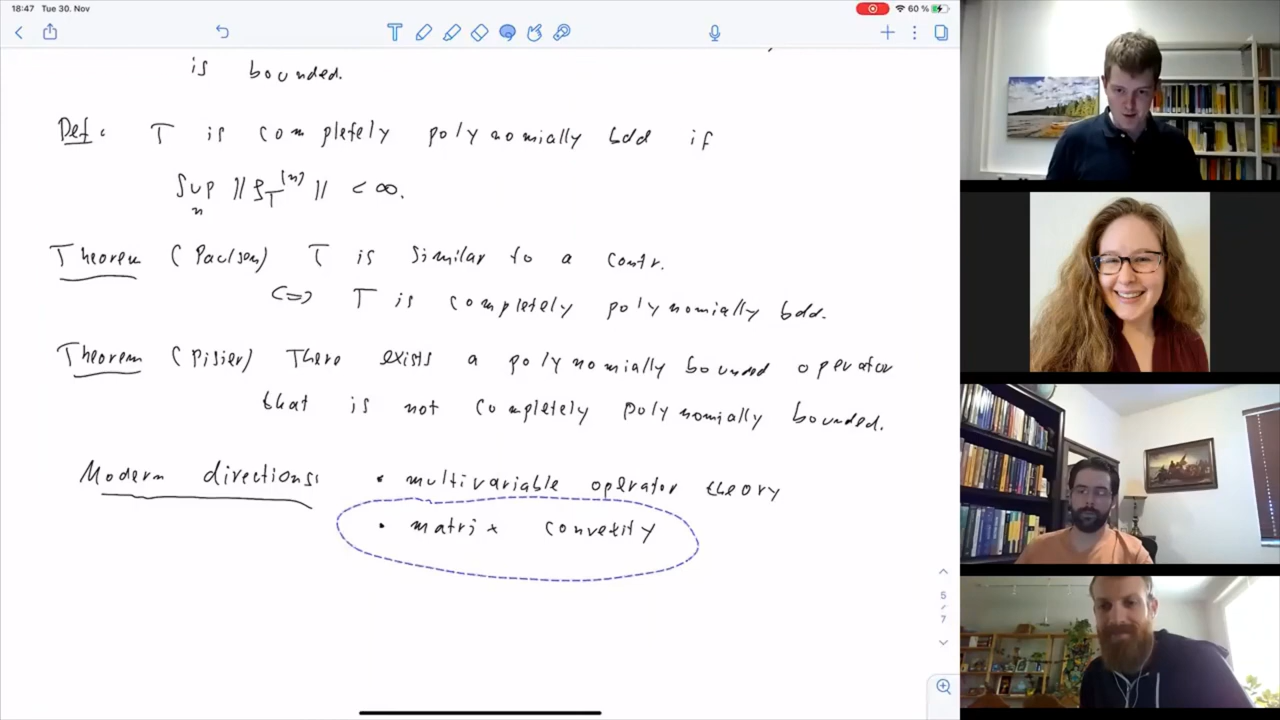 18:47 Tue 30. Nov
60 %
T
is bounded.
Def: T is completely polynomially bdd if
sup ‖ρ_T^(n)‖ < ∞.
n
Theorem (Paulsen) T is similar to a contr.
<=> T is completely polynomially bdd.
Theorem (Pisier) There exists a polynomially bounded operator
that is not completely polynomially bounded.
Modern directions: • multivariable operator theory
• matrix convexity
5
/
7